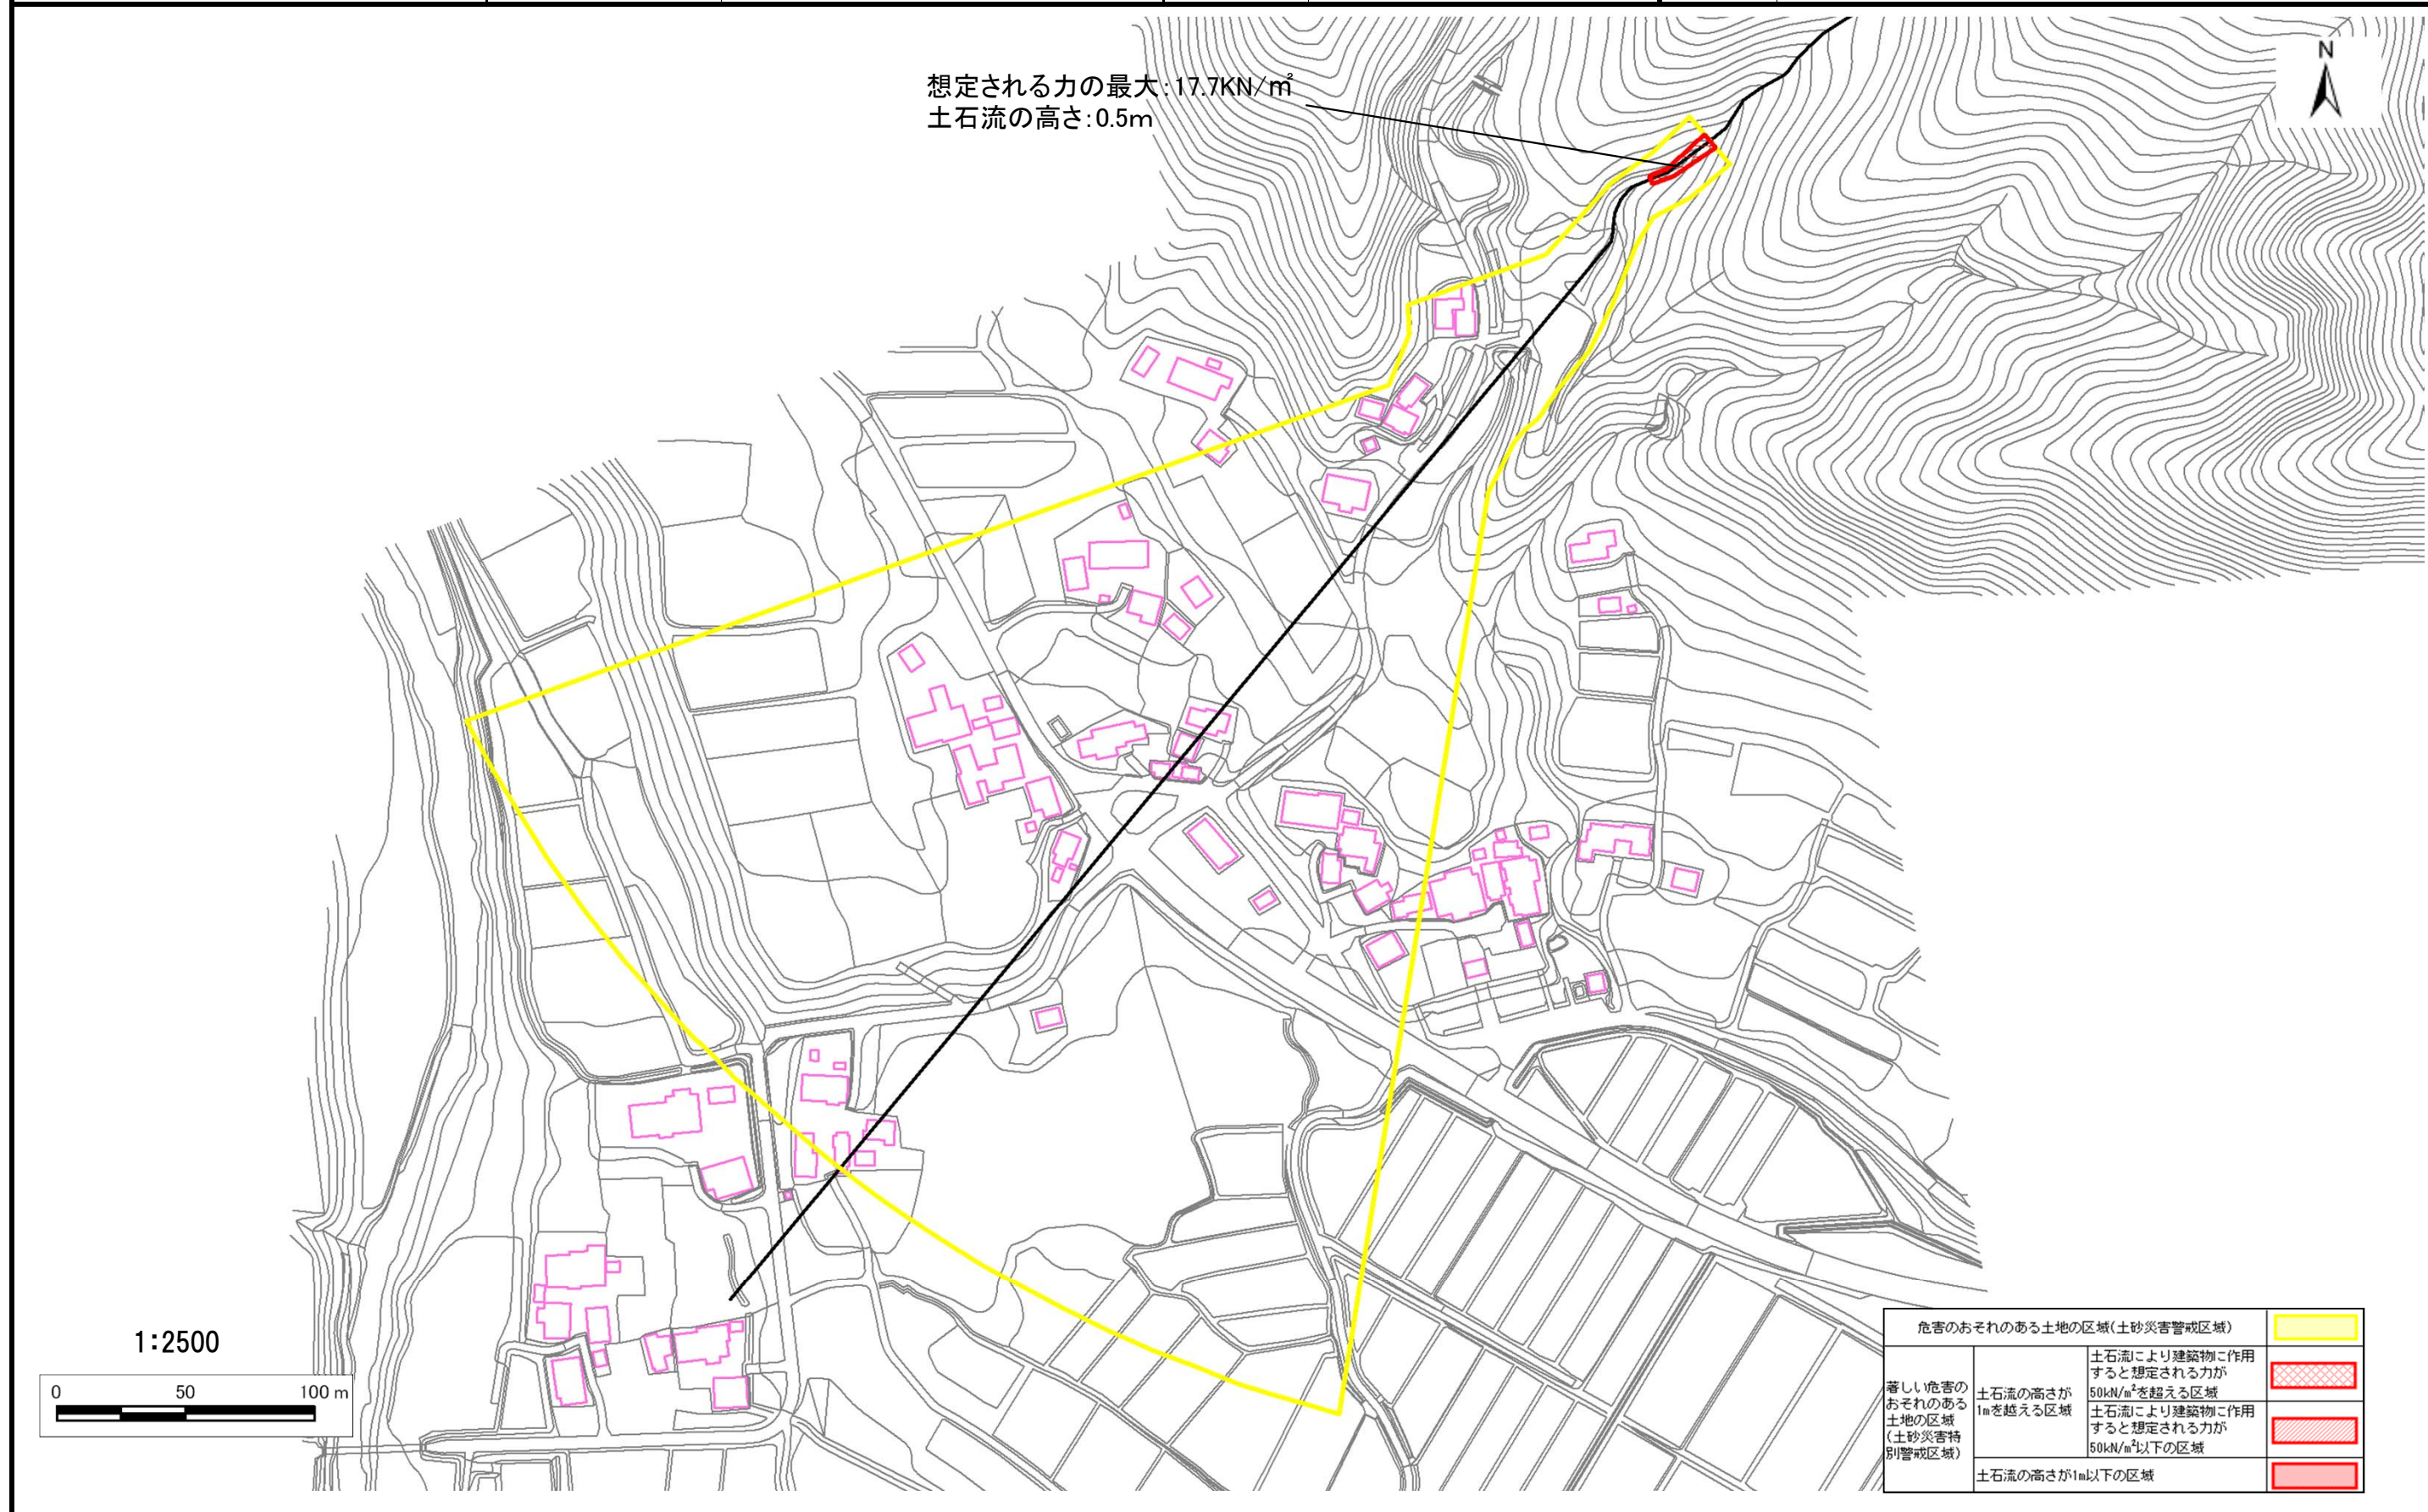 想定される力の最大:17.7KN/㎡
土石流の高さ:0.5m
N
1:2500
0 50 100 m
危害のおそれのある土地の区域(土砂災害警戒区域)
著しい危害の
おそれのある
土地の区域
(土砂災害特
別警戒区域)
土石流の高さが
1mを越える区域
土石流により建築物に作用
すると想定される力が
50kN/㎡を超える区域
土石流により建築物に作用
すると想定される力が
50kN/㎡以下の区域
土石流の高さが1m以下の区域